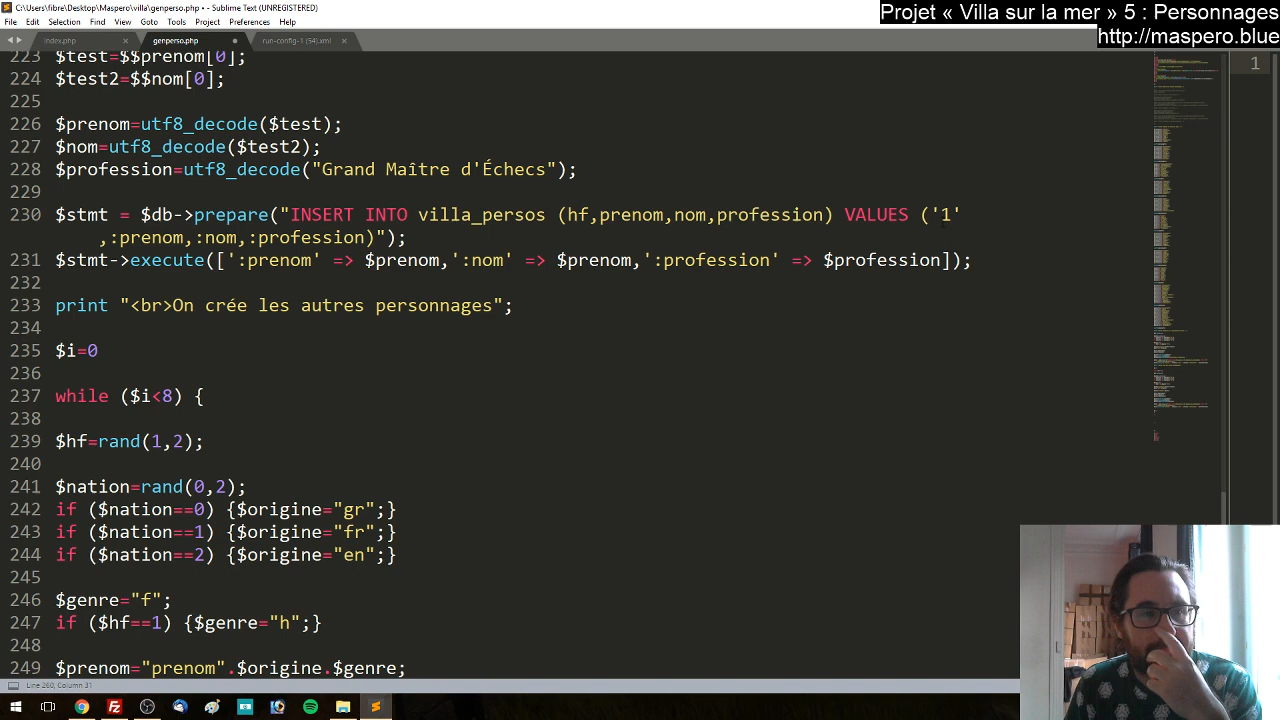 C:\Users\fibre\Desktop\Maspero\villa\genperso.php • - Sublime Text (UNREGISTERED)
Projet « Villa sur la mer » 5 : Personnages
http://maspero.blue
File Edit Selection Find View Goto Tools Project Preferences Help
index.php genperso.php run-config-1 (54).xml
223 $test=$$prenom[0];
224 $test2=$$nom[0];
225
226 $prenom=utf8_decode($test);
227 $nom=utf8_decode($test2);
228 $profession=utf8_decode("Grand Maître d'Échecs");
229
230 $stmt = $db->prepare("INSERT INTO villa_persos (hf,prenom,nom,profession) VALUES ('1'
,:prenom,:nom,:profession)");
231 $stmt->execute([':prenom' => $prenom,':nom' => $prenom,':profession' => $profession]);
232
233 print "<br>On crée les autres personnages";
234
235 $i=0
236
237 while ($i<8) {
238
239 $hf=rand(1,2);
240
241 $nation=rand(0,2);
242 if ($nation==0) {$origine="gr";}
243 if ($nation==1) {$origine="fr";}
244 if ($nation==2) {$origine="en";}
245
246 $genre="f";
247 if ($hf==1) {$genre="h";}
248
249 $prenom="prenom".$origine.$genre;
1
Line 260, Column 31